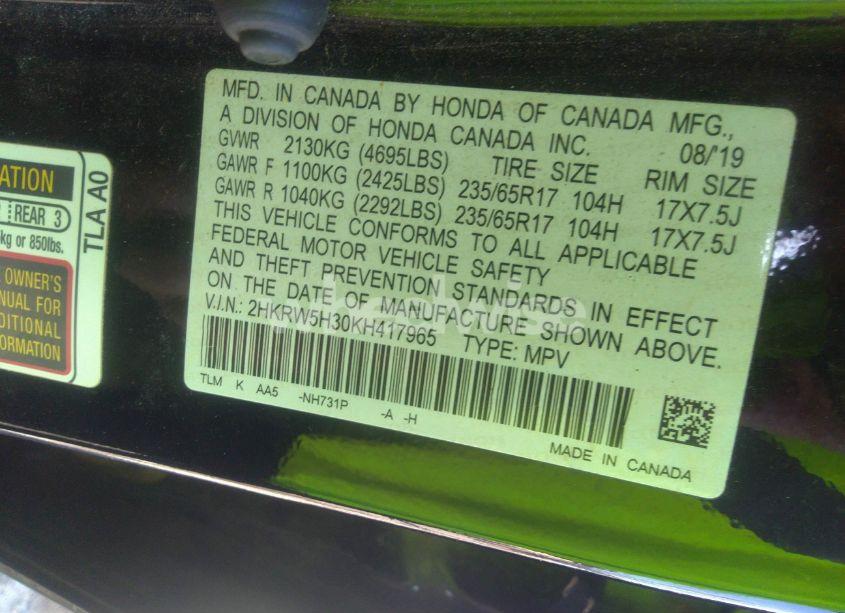 MFD. IN CANADA BY HONDA OF CANADA MFG.,
A DIVISION OF HONDA CANADA INC. 08/'19
GVWR 2130KG (4695LBS) TIRE SIZE RIM SIZE
GAWR F 1100KG (2425LBS) 235/65R17 104H 17X7.5J
GAWR R 1040KG (2292LBS) 235/65R17 104H 17X7.5J
THIS VEHICLE CONFORMS TO ALL APPLICABLE
FEDERAL MOTOR VEHICLE SAFETY
AND THEFT PREVENTION STANDARDS IN EFFECT
ON THE DATE OF MANUFACTURE SHOWN ABOVE.
V.I.N.: 2HKRW5H30KH417965 TYPE: MPV
TLM K AA5 -NH731P -A -H
MADE IN CANADA
ATION
REAR 3
kg or 850lbs.
OWNER'S
NUAL FOR
DITIONAL
FORMATION
TLA A0